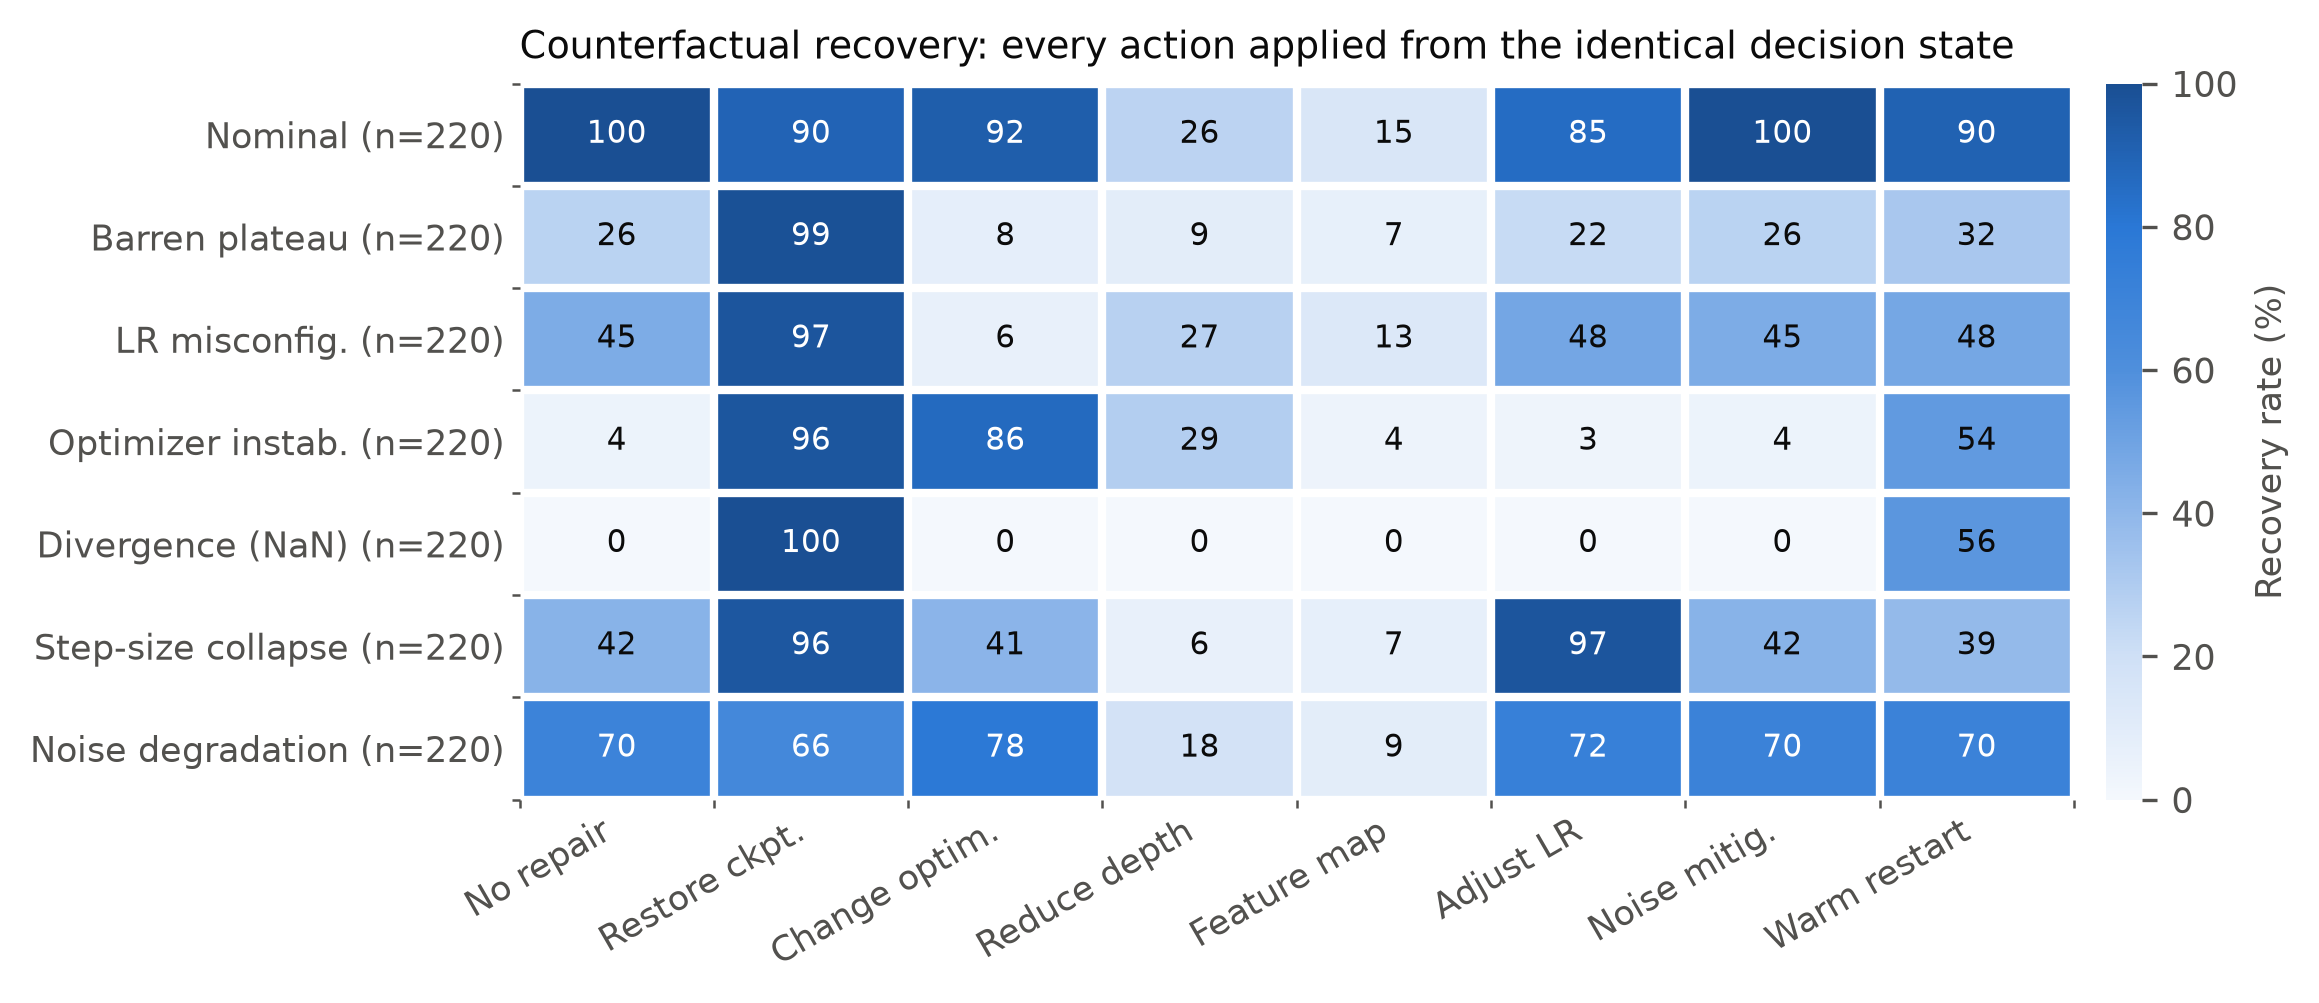 Counterfactual recovery: every action applied from the identical decision state
Nominal (n=220) 100 90 92 26 15 85 100 90
Barren plateau (n=220) 26 99 8 9 7 22 26 32
LR misconfig. (n=220) 45 97 6 27 13 48 45 48
Optimizer instab. (n=220) 4 96 86 29 4 3 4 54
Divergence (NaN) (n=220) 0 100 0 0 0 0 0 56
Step-size collapse (n=220) 42 96 41 6 7 97 42 39
Noise degradation (n=220) 70 66 78 18 9 72 70 70
No repair
Restore ckpt.
Change optim.
Reduce depth
Feature map
Adjust LR
Noise mitig.
Warm restart
100
80
60
40
20
0
Recovery rate (%)